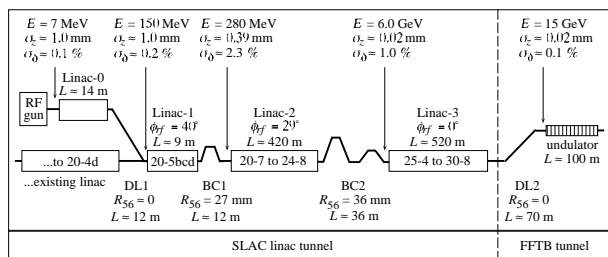 E ≈ 7 MeV
σz ≈ 1.0 mm
σδ ≈ 0.1 %
E ≈ 150 MeV
σz ≈ 1.0 mm
σδ ≈ 0.2 %
E ≈ 280 MeV
σz ≈ 0.39 mm
σδ ≈ 2.3 %
E ≈ 6.0 GeV
σz ≈ 0.02 mm
σδ ≈ 1.0 %
E ≈ 15 GeV
σz ≈ 0.02 mm
σδ ≈ 0.1 %
Linac-0
L ≈ 14 m
RF
gun
Linac-1
ϕrf = 40°
L ≈ 9 m
Linac-2
ϕrf = 29°
L ≈ 420 m
Linac-3
ϕrf = 0°
L ≈ 520 m
undulator
L ≈ 100 m
...to 20-4d
20-5bcd
20-7 to 24-8
25-4 to 30-8
...existing linac
DL1
R56 ≈ 0
L ≈ 12 m
BC1
R56 = 27 mm
L ≈ 12 m
BC2
R56 = 36 mm
L ≈ 36 m
DL2
R56 ≈ 0
L ≈ 70 m
SLAC linac tunnel
FFTB tunnel